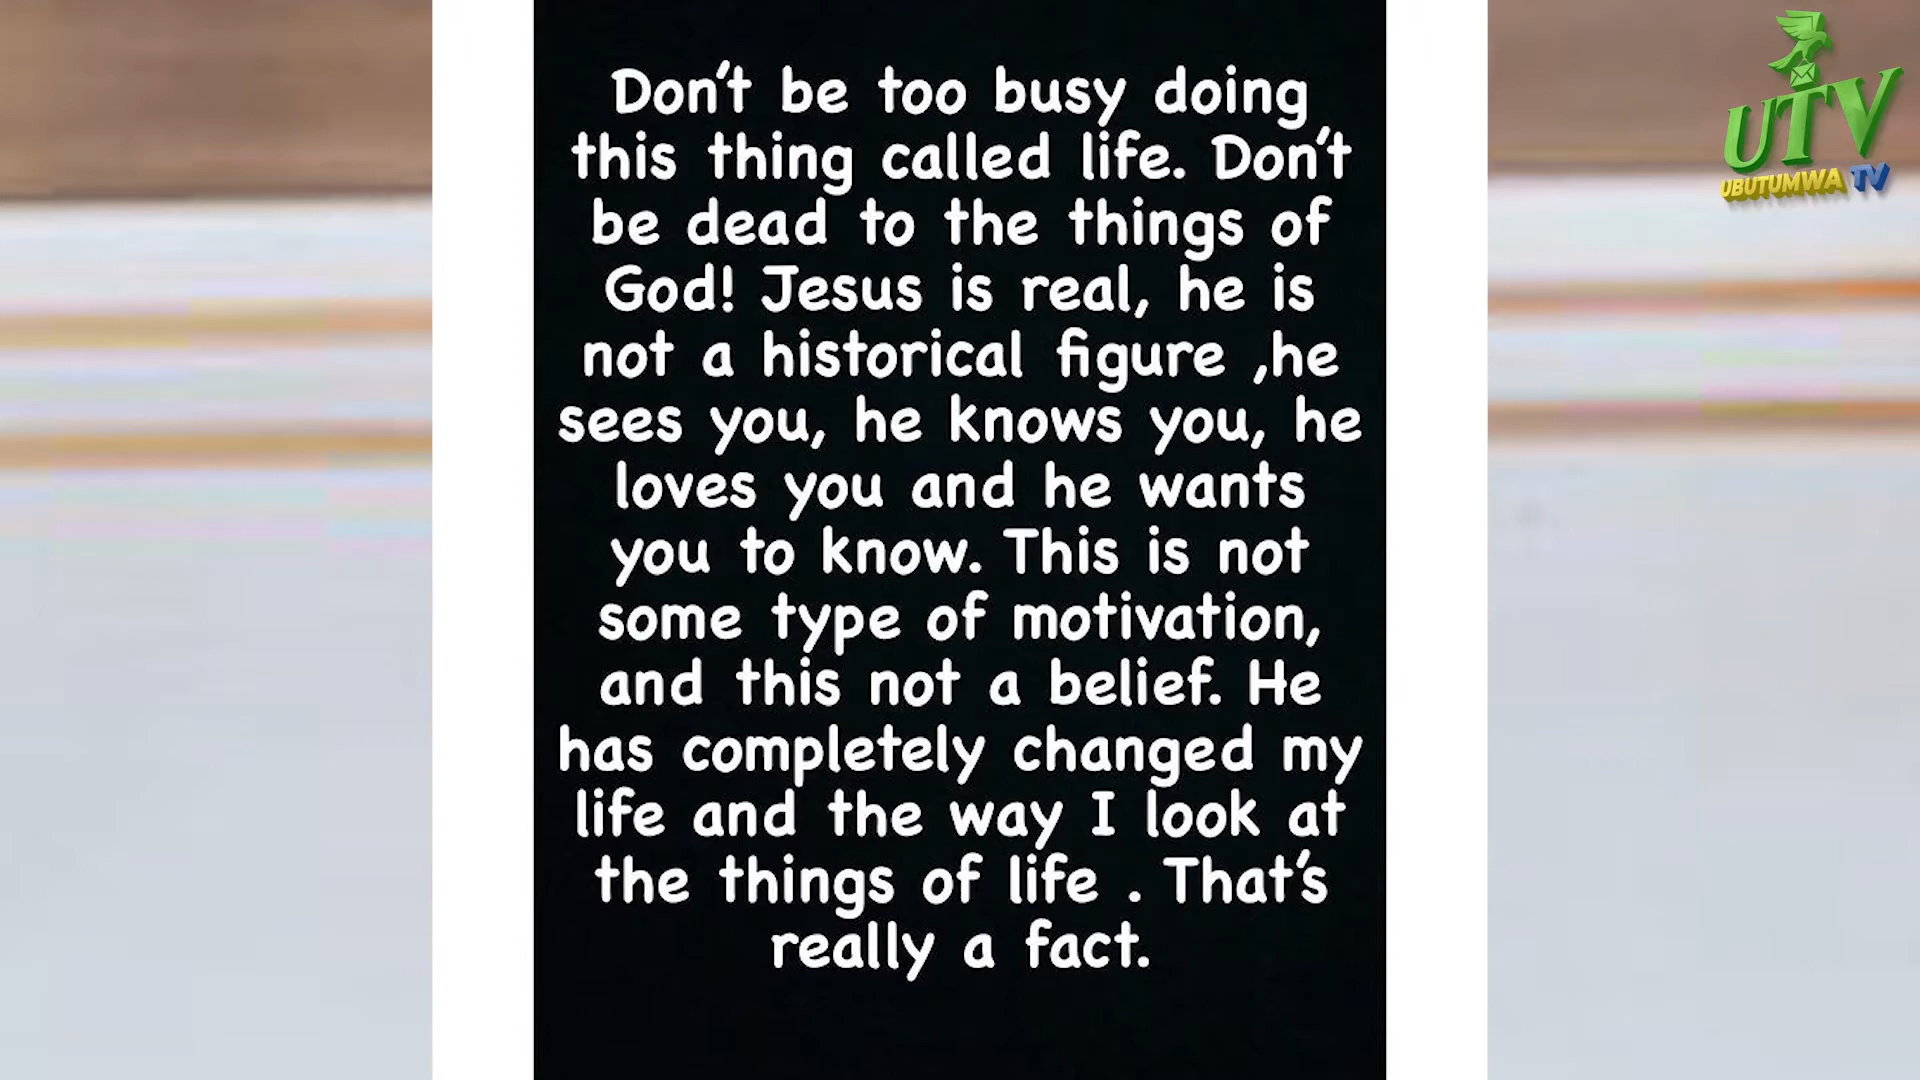 Don't be too busy doing
this thing called life. Don't
be dead to the things of
God! Jesus is real, he is
not a historical figure ,he
sees you, he knows you, he
loves you and he wants
you to know. This is not
some type of motivation,
and this not a belief. He
has completely changed my
life and the way I look at
the things of life . That's
really a fact.
UTV
UBUTUMWA TV